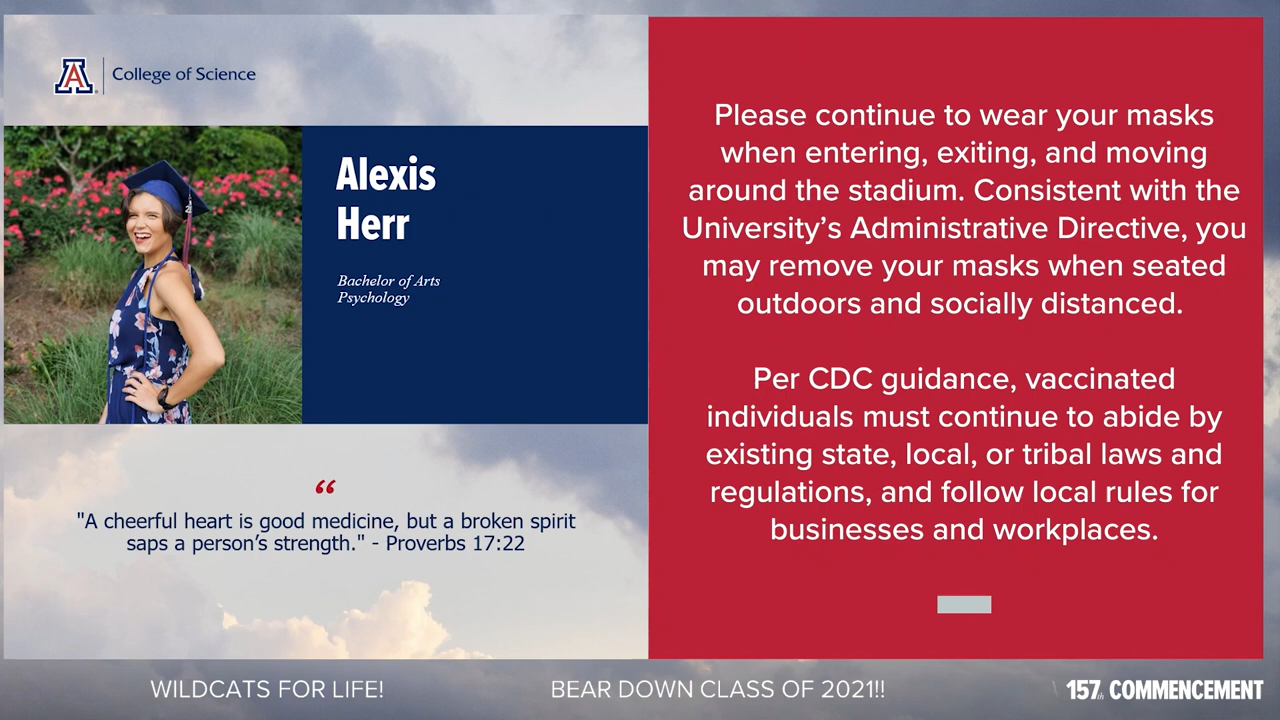 A
College of Science
Alexis
Herr
Bachelor of Arts
Psychology
“
"A cheerful heart is good medicine, but a broken spirit
saps a person’s strength." - Proverbs 17:22
Please continue to wear your masks
when entering, exiting, and moving
around the stadium. Consistent with the
University’s Administrative Directive, you
may remove your masks when seated
outdoors and socially distanced.
Per CDC guidance, vaccinated
individuals must continue to abide by
existing state, local, or tribal laws and
regulations, and follow local rules for
businesses and workplaces.
WILDCATS FOR LIFE!
BEAR DOWN CLASS OF 2021!!
157th COMMENCEMENT